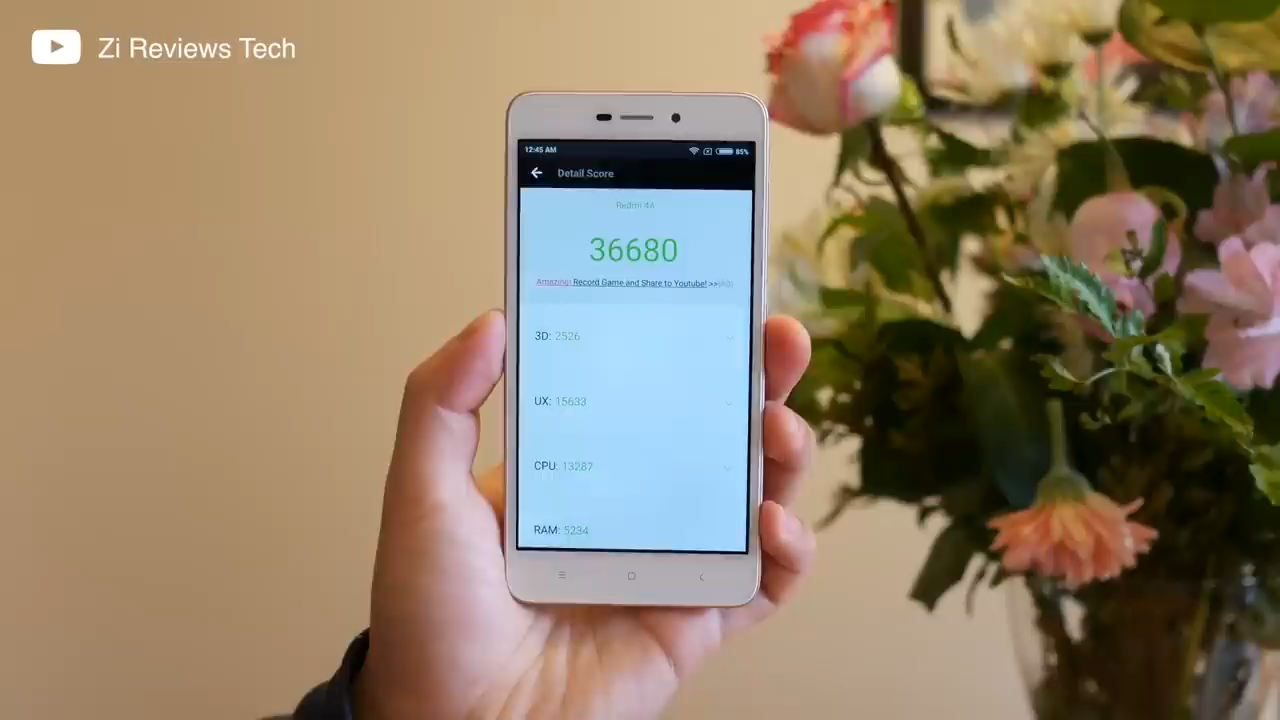 Zi Reviews Tech
12:45 AM 85%
Detail Score
Redmi 4A
36680
Amazing! Record Game and Share to Youtube! >>(AD)
3D: 2526
UX: 15633
CPU: 13287
RAM: 5234